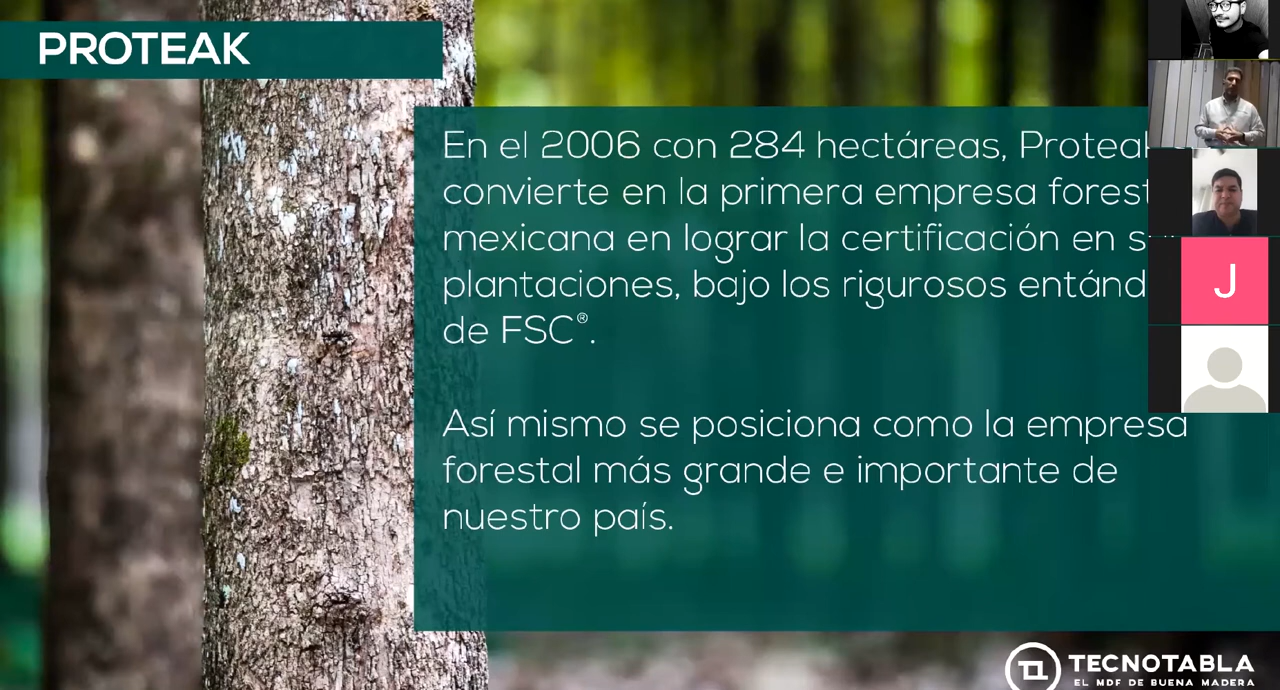 PROTEAK
En el 2006 con 284 hectáreas, Proteak
convierte en la primera empresa forest
mexicana en lograr la certificación en s
plantaciones, bajo los rigurosos entánd
de FSC®.
Así mismo se posiciona como la empresa
forestal más grande e importante de
nuestro país.
J
TECNOTABLA
EL MDF DE BUENA MADERA